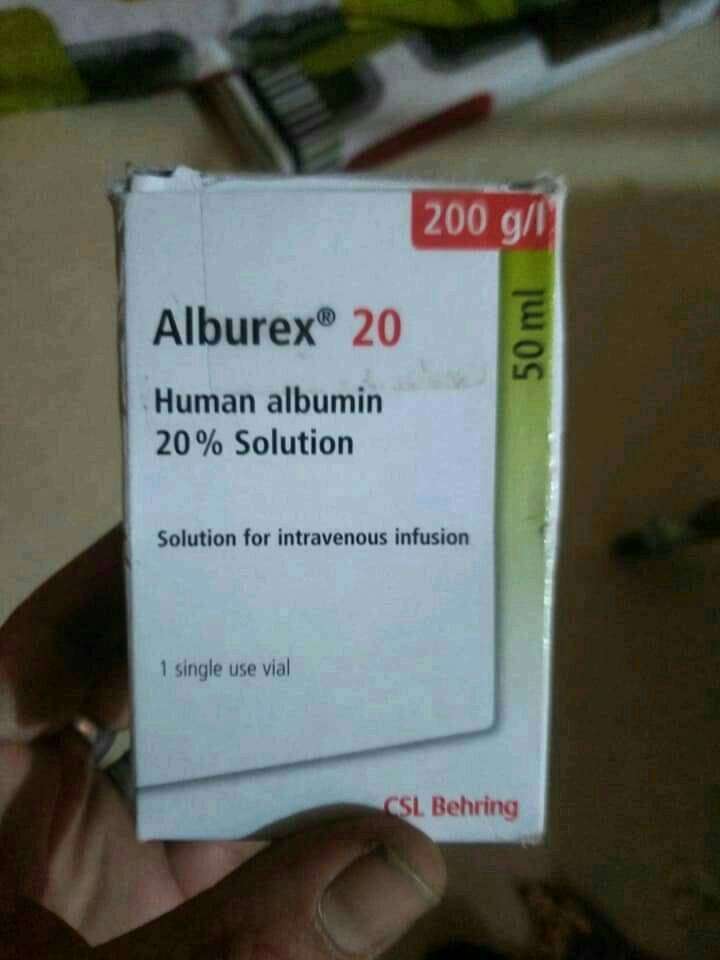 200 g/l
50 ml
Alburex® 20
Human albumin
20% Solution
Solution for intravenous infusion
1 single use vial
CSL Behring